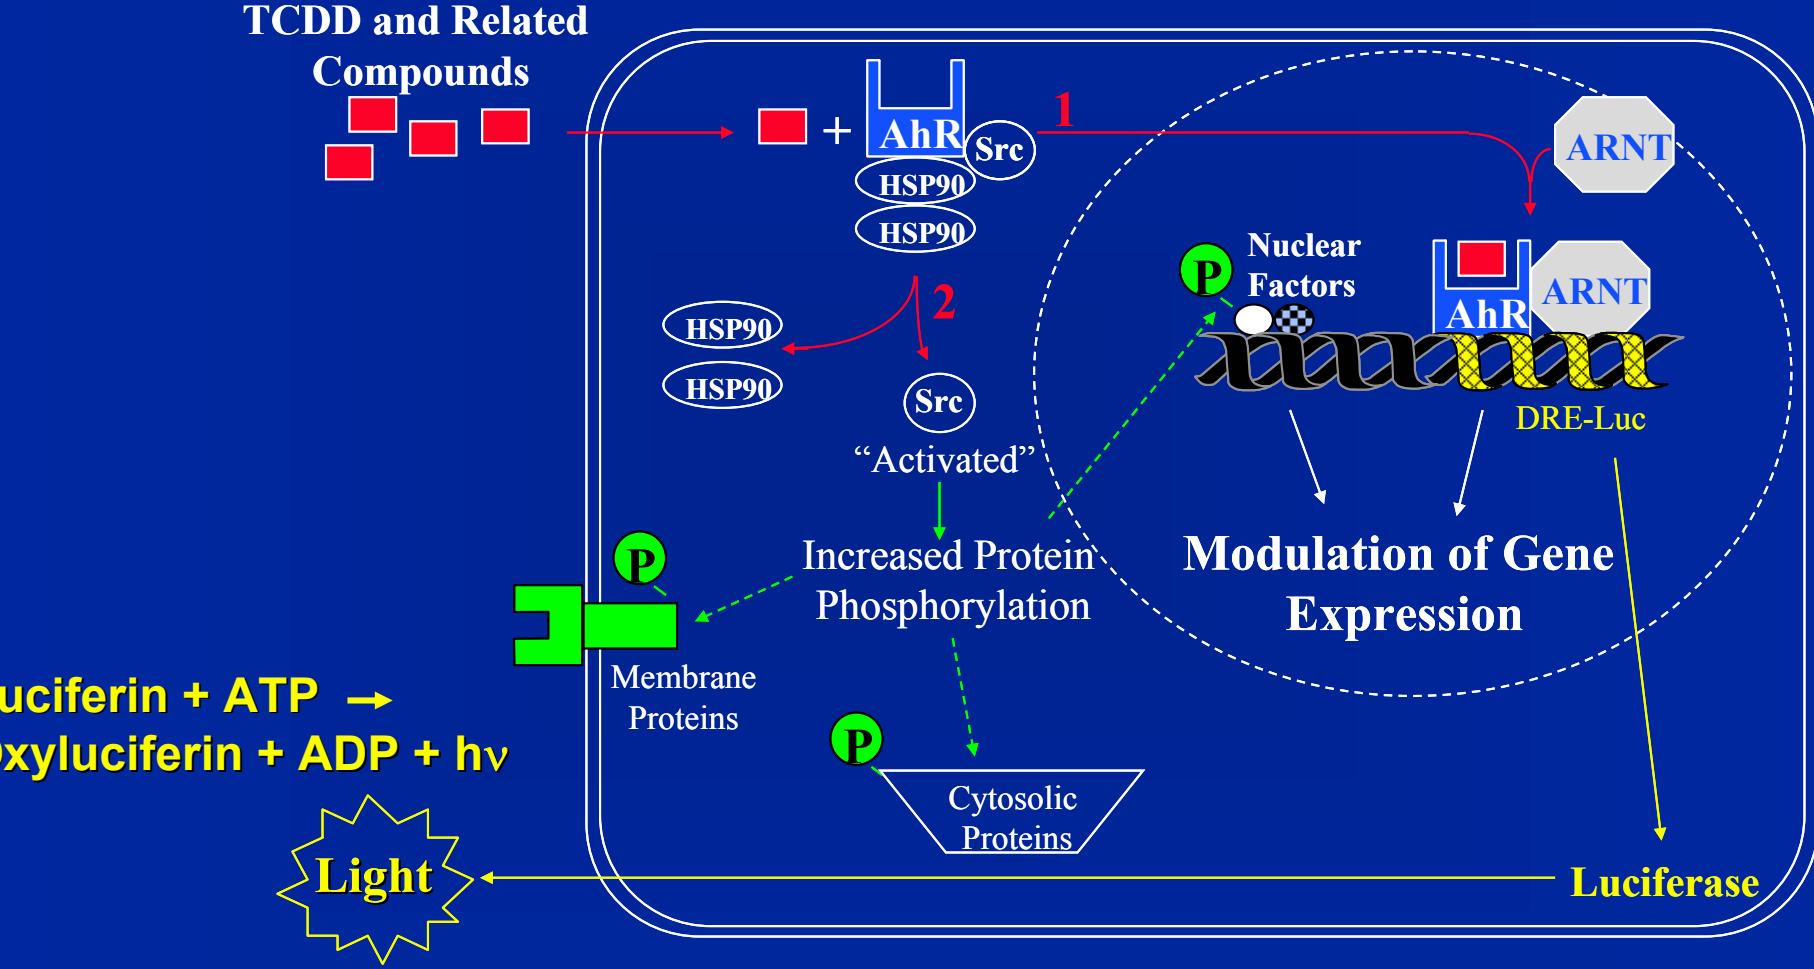 TCDD and Related
Compounds
+
AhR
Src
HSP90
HSP90
1
ARNT
2
HSP90
HSP90
Src
“Activated”
Increased Protein
Phosphorylation
P
Nuclear
Factors
AhR
ARNT
DRE-Luc
Modulation of Gene
Expression
P
Membrane
Proteins
P
Cytosolic
Proteins
uciferin + ATP →
Oxyluciferin + ADP + hν
Light
Luciferase